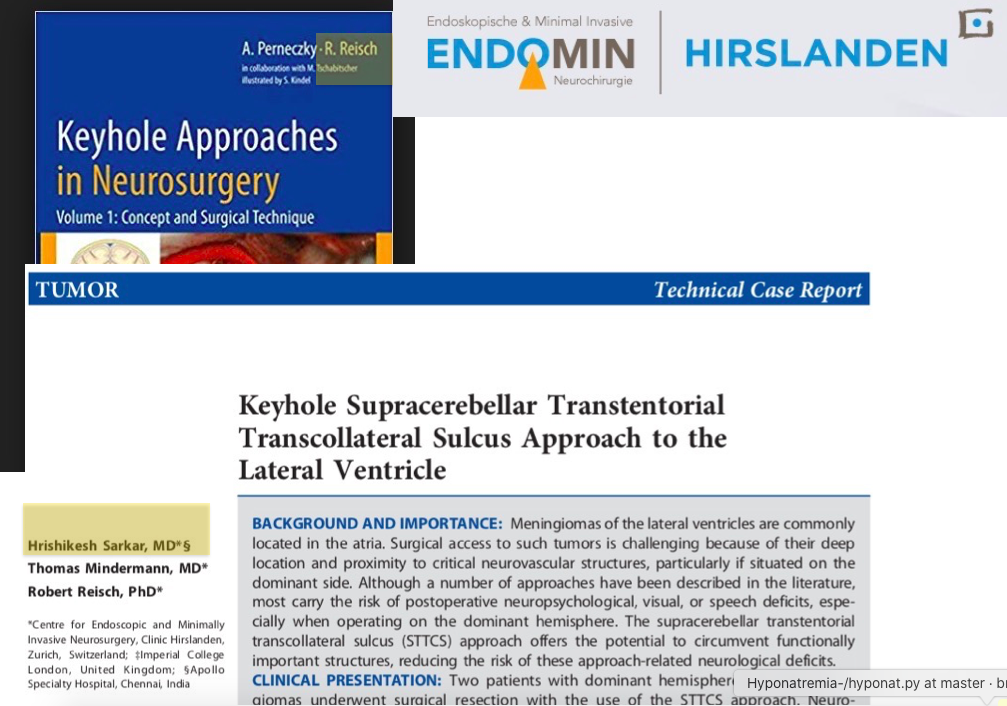 A. Perneczky · R. Reisch
in collaboration with M. Tschabitscher
illustrated by S. Kindel
Keyhole Approaches
in Neurosurgery
Volume 1: Concept and Surgical Technique
Endoskopische & Minimal Invasive
ENDOMIN
Neurochirurgie
HIRSLANDEN
TUMOR
Technical Case Report
Keyhole Supracerebellar Transtentorial
Transcollateral Sulcus Approach to the
Lateral Ventricle
Hrishikesh Sarkar, MD*§
Thomas Mindermann, MD*
Robert Reisch, PhD*
*Centre for Endoscopic and Minimally
Invasive Neurosurgery, Clinic Hirslanden,
Zurich, Switzerland; ‡Imperial College
London, United Kingdom; §Apollo
Specialty Hospital, Chennai, India
BACKGROUND AND IMPORTANCE: Meningiomas of the lateral ventricles are commonly
located in the atria. Surgical access to such tumors is challenging because of their deep
location and proximity to critical neurovascular structures, particularly if situated on the
dominant side. Although a number of approaches have been described in the literature,
most carry the risk of postoperative neuropsychological, visual, or speech deficits, espe-
cially when operating on the dominant hemisphere. The supracerebellar transtentorial
transcollateral sulcus (STTCS) approach offers the potential to circumvent functionally
important structures, reducing the risk of these approach-related neurological deficits.
CLINICAL PRESENTATION: Two patients with dominant hemisphere
giomas underwent surgical resection with the use of the STTCS approach. Neuro-
Hyponatremia-/hyponat.py at master · b